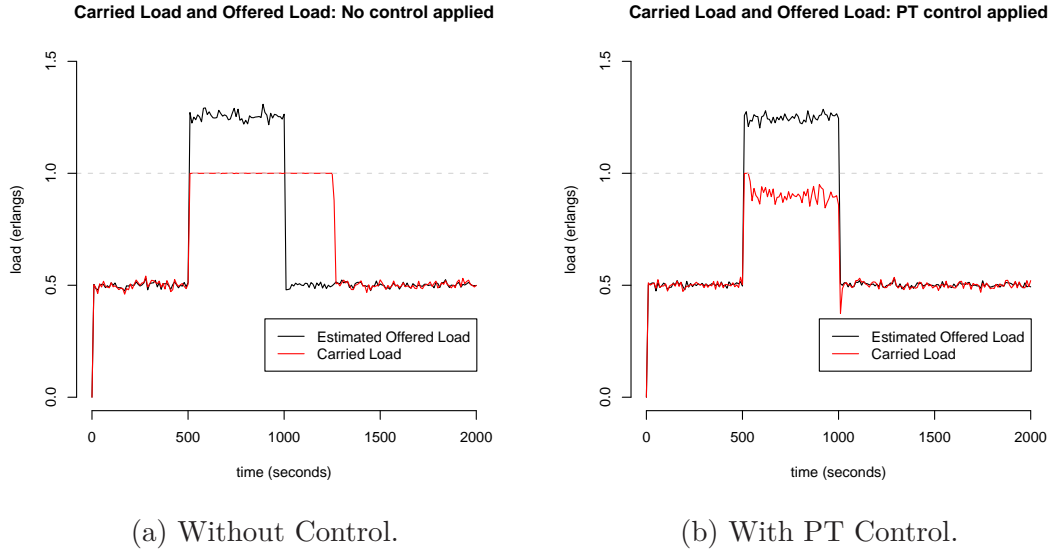 Carried Load and Offered Load: No control applied
load (erlangs)
1.5
1.0
0.5
0.0
Estimated Offered Load
Carried Load
0 500 1000 1500 2000
time (seconds)
(a) Without Control.
Carried Load and Offered Load: PT control applied
load (erlangs)
1.5
1.0
0.5
0.0
Estimated Offered Load
Carried Load
0 500 1000 1500 2000
time (seconds)
(b) With PT Control.